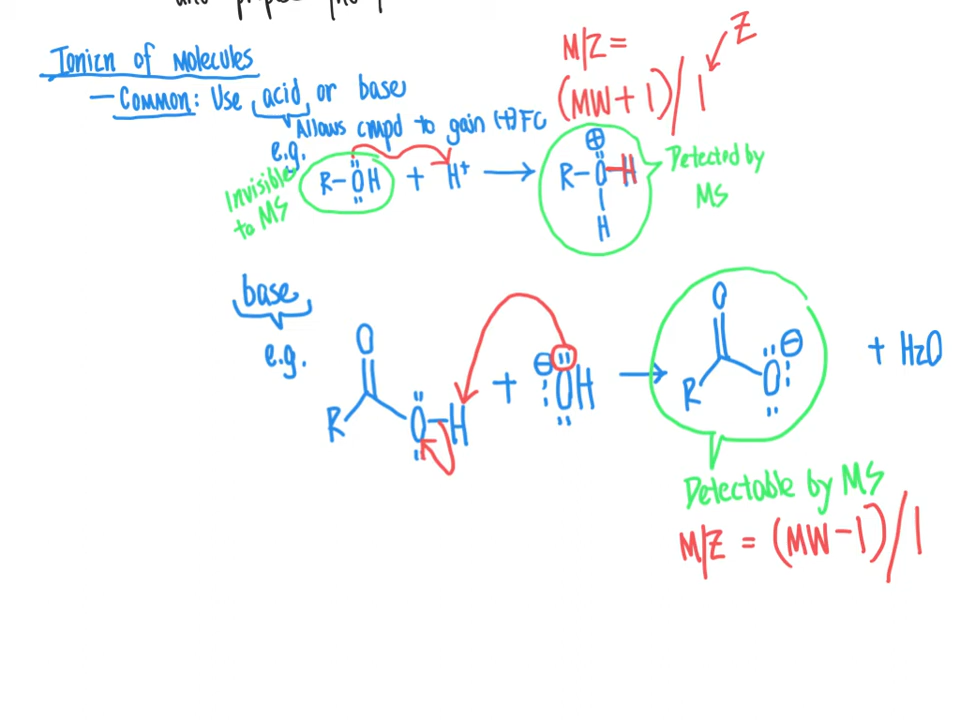 Ionizn of Molecules
M/Z =
Z
(MW + 1) / 1
— Common: Use acid or base
Allows cmpd to gain (+) FC
e.g.
R–ÖH + H⁺ → R–O–H
⊕
H
Invisible to MS
Detected by MS
base
e.g.
O
R O–H + ⊖ OH → R O ⊖ + H2O
O
Detectable by MS
M/Z = (MW – 1) / 1